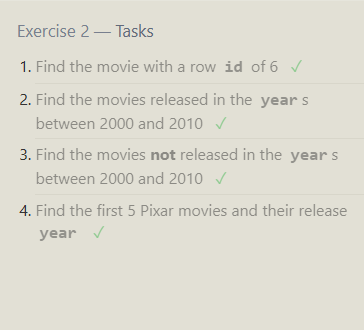 Exercise 2 — Tasks
1. Find the movie with a row id of 6 ✓
2. Find the movies released in the year s
between 2000 and 2010 ✓
3. Find the movies not released in the year s
between 2000 and 2010 ✓
4. Find the first 5 Pixar movies and their release
year ✓